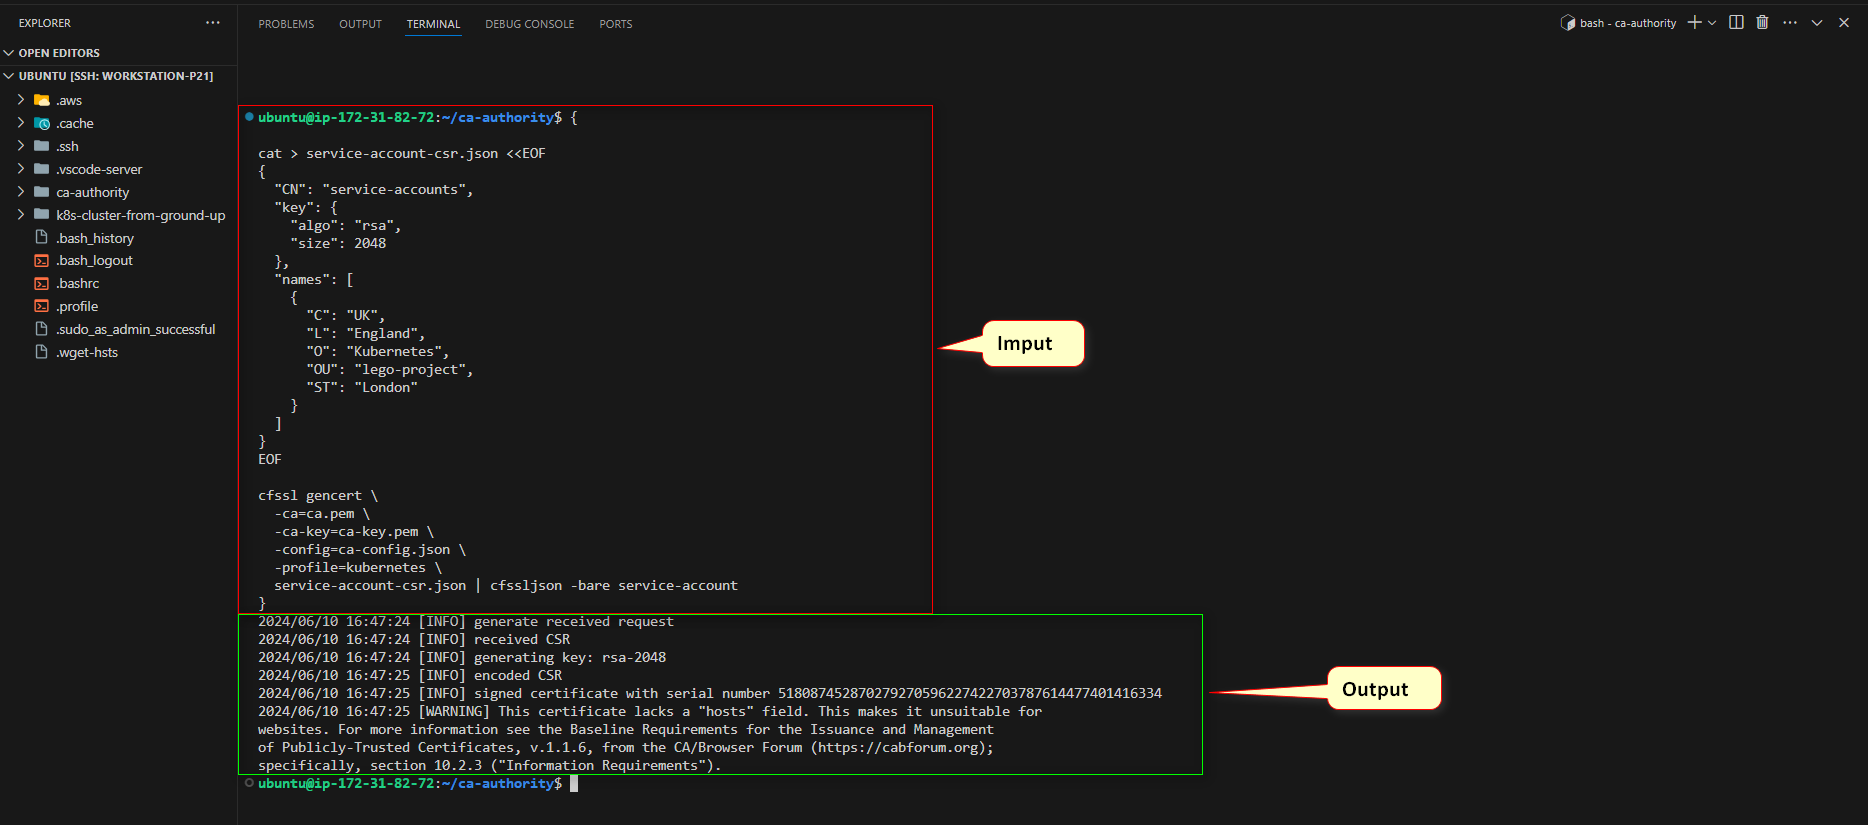 EXPLORER
PROBLEMS OUTPUT TERMINAL DEBUG CONSOLE PORTS
bash - ca-authority
OPEN EDITORS
UBUNTU [SSH: WORKSTATION-P21]
.aws
.cache
.ssh
.vscode-server
ca-authority
k8s-cluster-from-ground-up
.bash_history
.bash_logout
.bashrc
.profile
.sudo_as_admin_successful
.wget-hsts
ubuntu@ip-172-31-82-72:~/ca-authority$ {
cat > service-account-csr.json <<EOF
{
"CN": "service-accounts",
"key": {
"algo": "rsa",
"size": 2048
},
"names": [
{
"C": "UK",
"L": "England",
"O": "Kubernetes",
"OU": "lego-project",
"ST": "London"
}
]
}
EOF
cfssl gencert \
-ca=ca.pem \
-ca-key=ca-key.pem \
-config=ca-config.json \
-profile=kubernetes \
service-account-csr.json | cfssljson -bare service-account
}
Imput
2024/06/10 16:47:24 [INFO] generate received request
2024/06/10 16:47:24 [INFO] received CSR
2024/06/10 16:47:24 [INFO] generating key: rsa-2048
2024/06/10 16:47:25 [INFO] encoded CSR
2024/06/10 16:47:25 [INFO] signed certificate with serial number 518087452870279270596227422703787614477401416334
2024/06/10 16:47:25 [WARNING] This certificate lacks a "hosts" field. This makes it unsuitable for
websites. For more information see the Baseline Requirements for the Issuance and Management
of Publicly-Trusted Certificates, v.1.1.6, from the CA/Browser Forum (https://cabforum.org);
specifically, section 10.2.3 ("Information Requirements").
Output
ubuntu@ip-172-31-82-72:~/ca-authority$